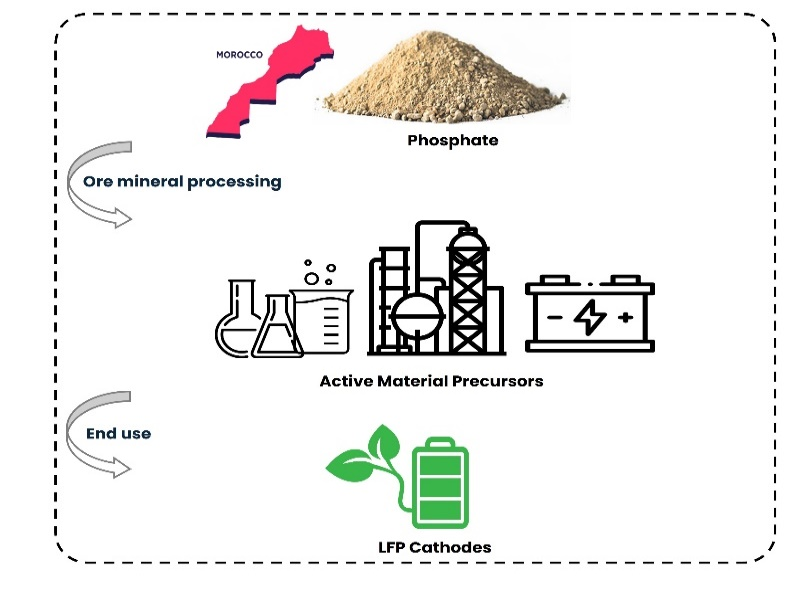 MOROCCO
Phosphate
Ore mineral processing
Active Material Precursors
End use
LFP Cathodes